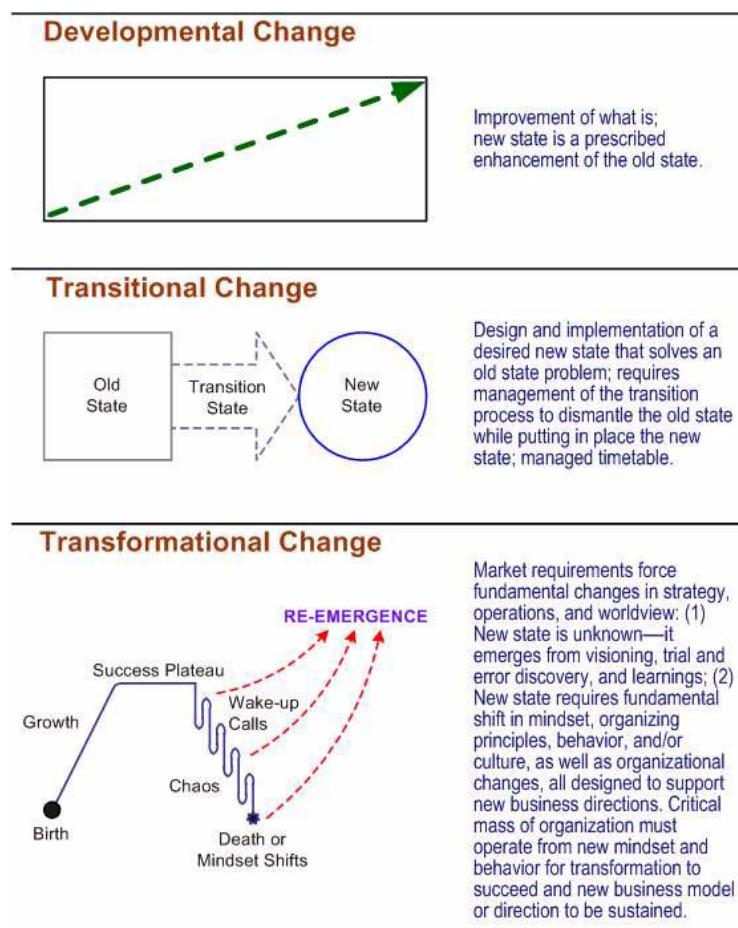 Developmental Change
Improvement of what is;
new state is a prescribed
enhancement of the old state.
Transitional Change
Old
State
Transition
State
New
State
Design and implementation of a
desired new state that solves an
old state problem; requires
management of the transition
process to dismantle the old state
while putting in place the new
state; managed timetable.
Transformational Change
RE-EMERGENCE
Success Plateau
Wake-up
Calls
Growth
Chaos
Birth
Death or
Mindset Shifts
Market requirements force
fundamental changes in strategy,
operations, and worldview: (1)
New state is unknown—it
emerges from visioning, trial and
error discovery, and learnings; (2)
New state requires fundamental
shift in mindset, organizing
principles, behavior, and/or
culture, as well as organizational
changes, all designed to support
new business directions. Critical
mass of organization must
operate from new mindset and
behavior for transformation to
succeed and new business model
or direction to be sustained.